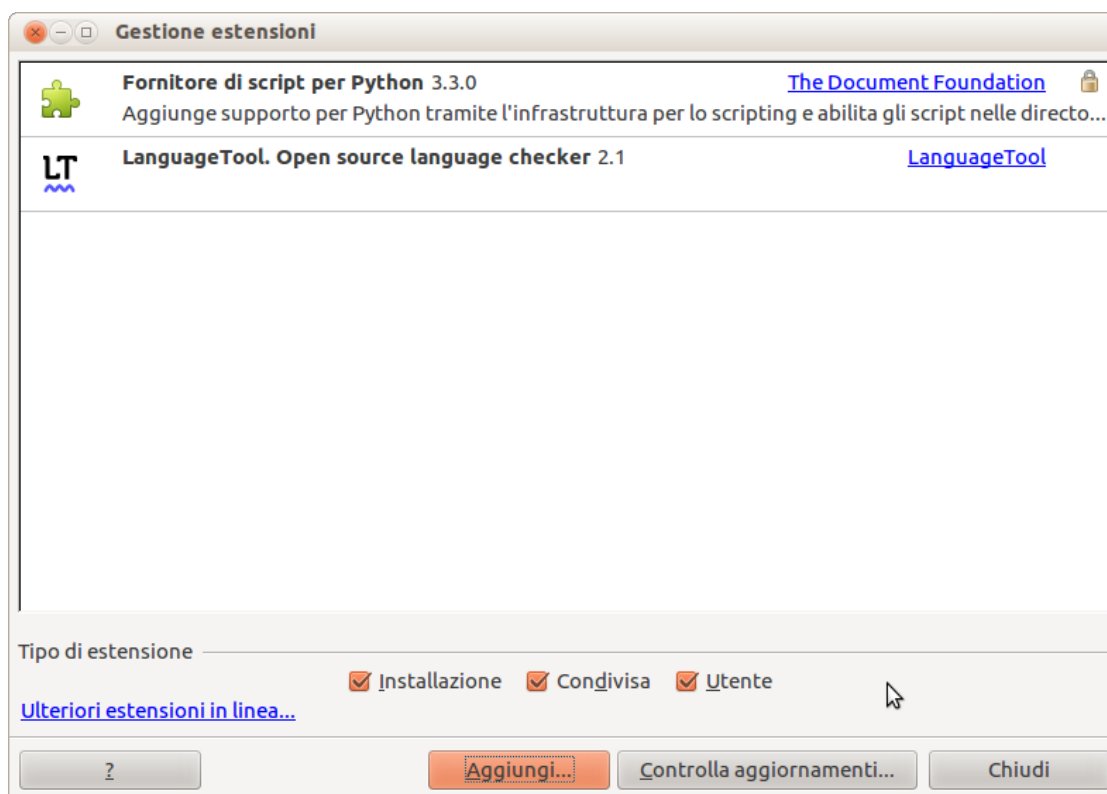 Gestione estensioni
Fornitore di script per Python 3.3.0 The Document Foundation
Aggiunge supporto per Python tramite l'infrastruttura per lo scripting e abilita gli script nelle directo...
LT LanguageTool. Open source language checker 2.1 LanguageTool
Tipo di estensione
Installazione Condivisa Utente
Ulteriori estensioni in linea...
? Aggiungi... Controlla aggiornamenti... Chiudi